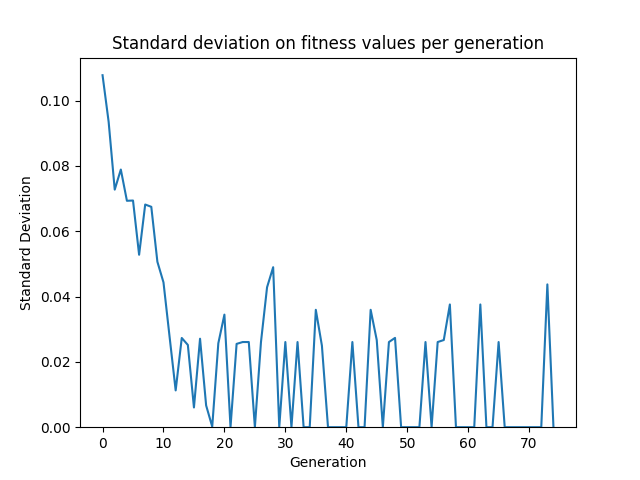 Standard deviation on fitness values per generation
0.10
0.08
0.06
0.04
0.02
0.00
Standard Deviation
0 10 20 30 40 50 60 70
Generation